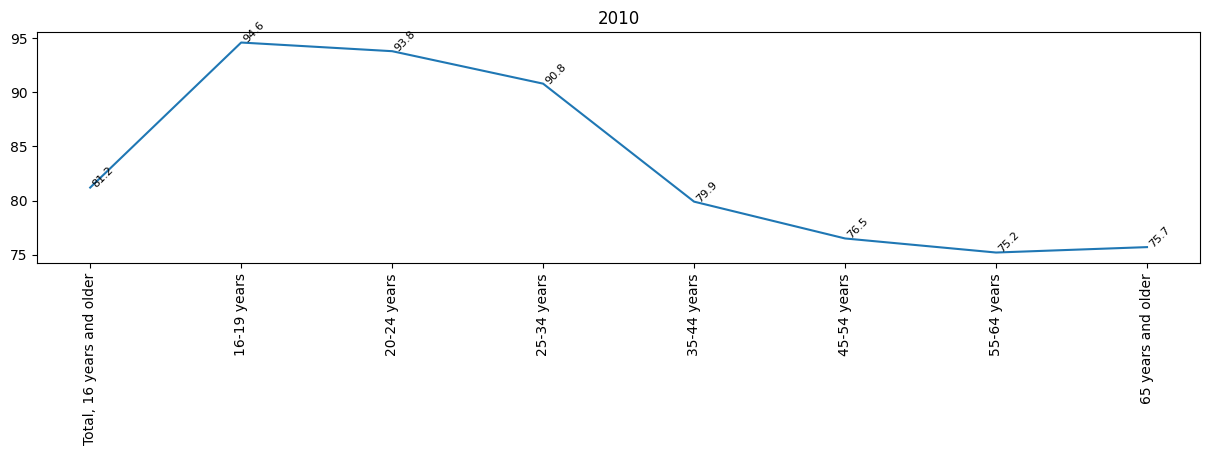 2010
95
90
85
80
75
81.2
94.6
93.8
90.8
79.9
76.5
75.2
75.7
Total, 16 years and older
16-19 years
20-24 years
25-34 years
35-44 years
45-54 years
55-64 years
65 years and older